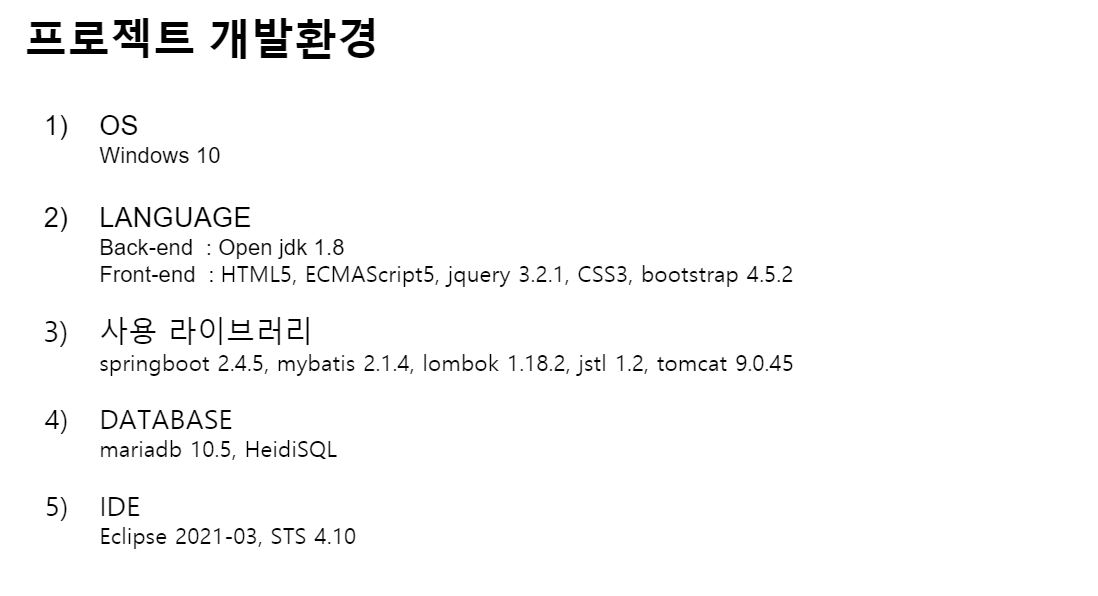 프로젝트 개발환경
1) OS
Windows 10
2) LANGUAGE
Back-end : Open jdk 1.8
Front-end : HTML5, ECMAScript5, jquery 3.2.1, CSS3, bootstrap 4.5.2
3) 사용 라이브러리
springboot 2.4.5, mybatis 2.1.4, lombok 1.18.2, jstl 1.2, tomcat 9.0.45
4) DATABASE
mariadb 10.5, HeidiSQL
5) IDE
Eclipse 2021-03, STS 4.10